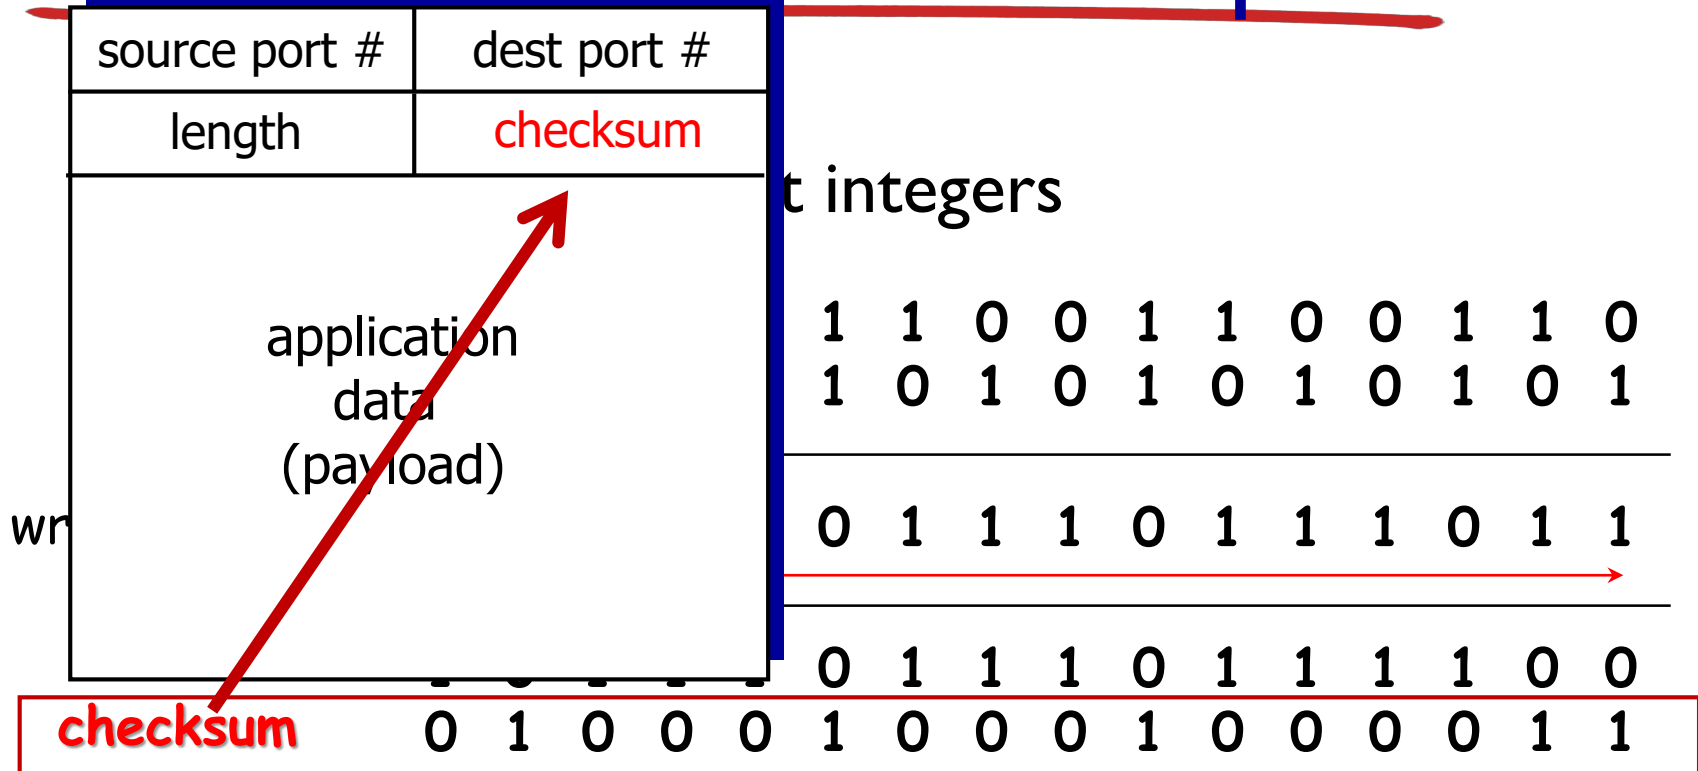 source port # dest port #
length checksum
t integers
application
data
(payload)
1 1 0 0 1 1 0 0 1 1 0
1 0 1 0 1 0 1 0 1 0 1
wr 0 1 1 1 0 1 1 1 0 1 1
0 1 1 1 0 1 1 1 1 0 0
checksum 0 1 0 0 0 1 0 0 0 1 0 0 0 0 1 1